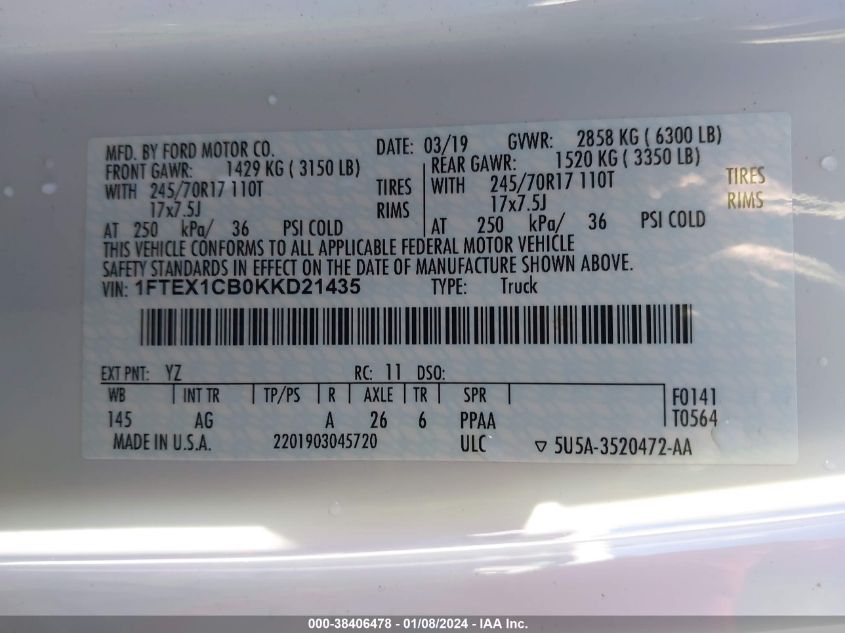 MFD. BY FORD MOTOR CO. DATE: 03/19 GVWR: 2858 KG ( 6300 LB)
FRONT GAWR: 1429 KG ( 3150 LB) REAR GAWR: 1520 KG ( 3350 LB)
WITH 245/70R17 110T TIRES WITH 245/70R17 110T TIRES
17x7.5J RIMS 17x7.5J RIMS
AT 250 kPa/ 36 PSI COLD AT 250 kPa/ 36 PSI COLD
THIS VEHICLE CONFORMS TO ALL APPLICABLE FEDERAL MOTOR VEHICLE
SAFETY STANDARDS IN EFFECT ON THE DATE OF MANUFACTURE SHOWN ABOVE.
VIN: 1FTEX1CB0KKD21435 TYPE: Truck
EXT PNT: YZ RC: 11 DSO:
WB INT TR TP/PS R AXLE TR SPR F0141
145 AG A 26 6 PPAA T0564
MADE IN U.S.A. 2201903045720 ULC ▽ 5U5A-3520472-AA
000-38406478 - 01/08/2024 - IAA Inc.